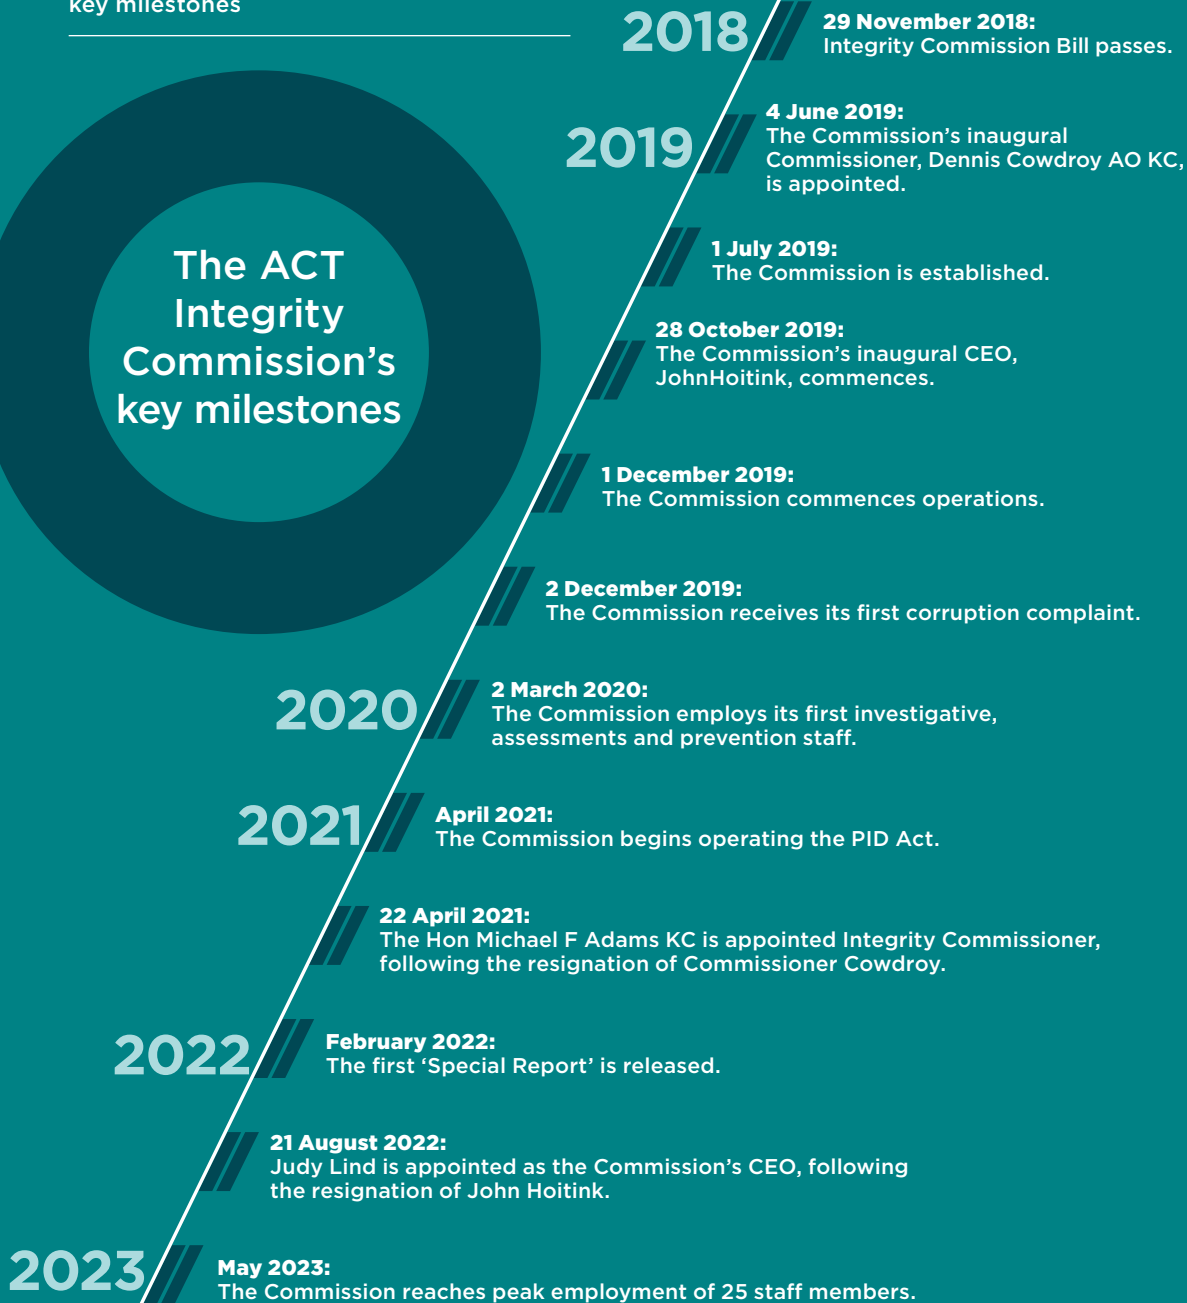 key milestones
The ACT
Integrity
Commission’s
key milestones
2018
29 November 2018:
Integrity Commission Bill passes.
2019
4 June 2019:
The Commission’s inaugural
Commissioner, Dennis Cowdroy AO KC,
is appointed.
1 July 2019:
The Commission is established.
28 October 2019:
The Commission’s inaugural CEO,
JohnHoitink, commences.
1 December 2019:
The Commission commences operations.
2 December 2019:
The Commission receives its first corruption complaint.
2020
2 March 2020:
The Commission employs its first investigative,
assessments and prevention staff.
2021
April 2021:
The Commission begins operating the PID Act.
22 April 2021:
The Hon Michael F Adams KC is appointed Integrity Commissioner,
following the resignation of Commissioner Cowdroy.
2022
February 2022:
The first ‘Special Report’ is released.
21 August 2022:
Judy Lind is appointed as the Commission’s CEO, following
the resignation of John Hoitink.
2023
May 2023:
The Commission reaches peak employment of 25 staff members.